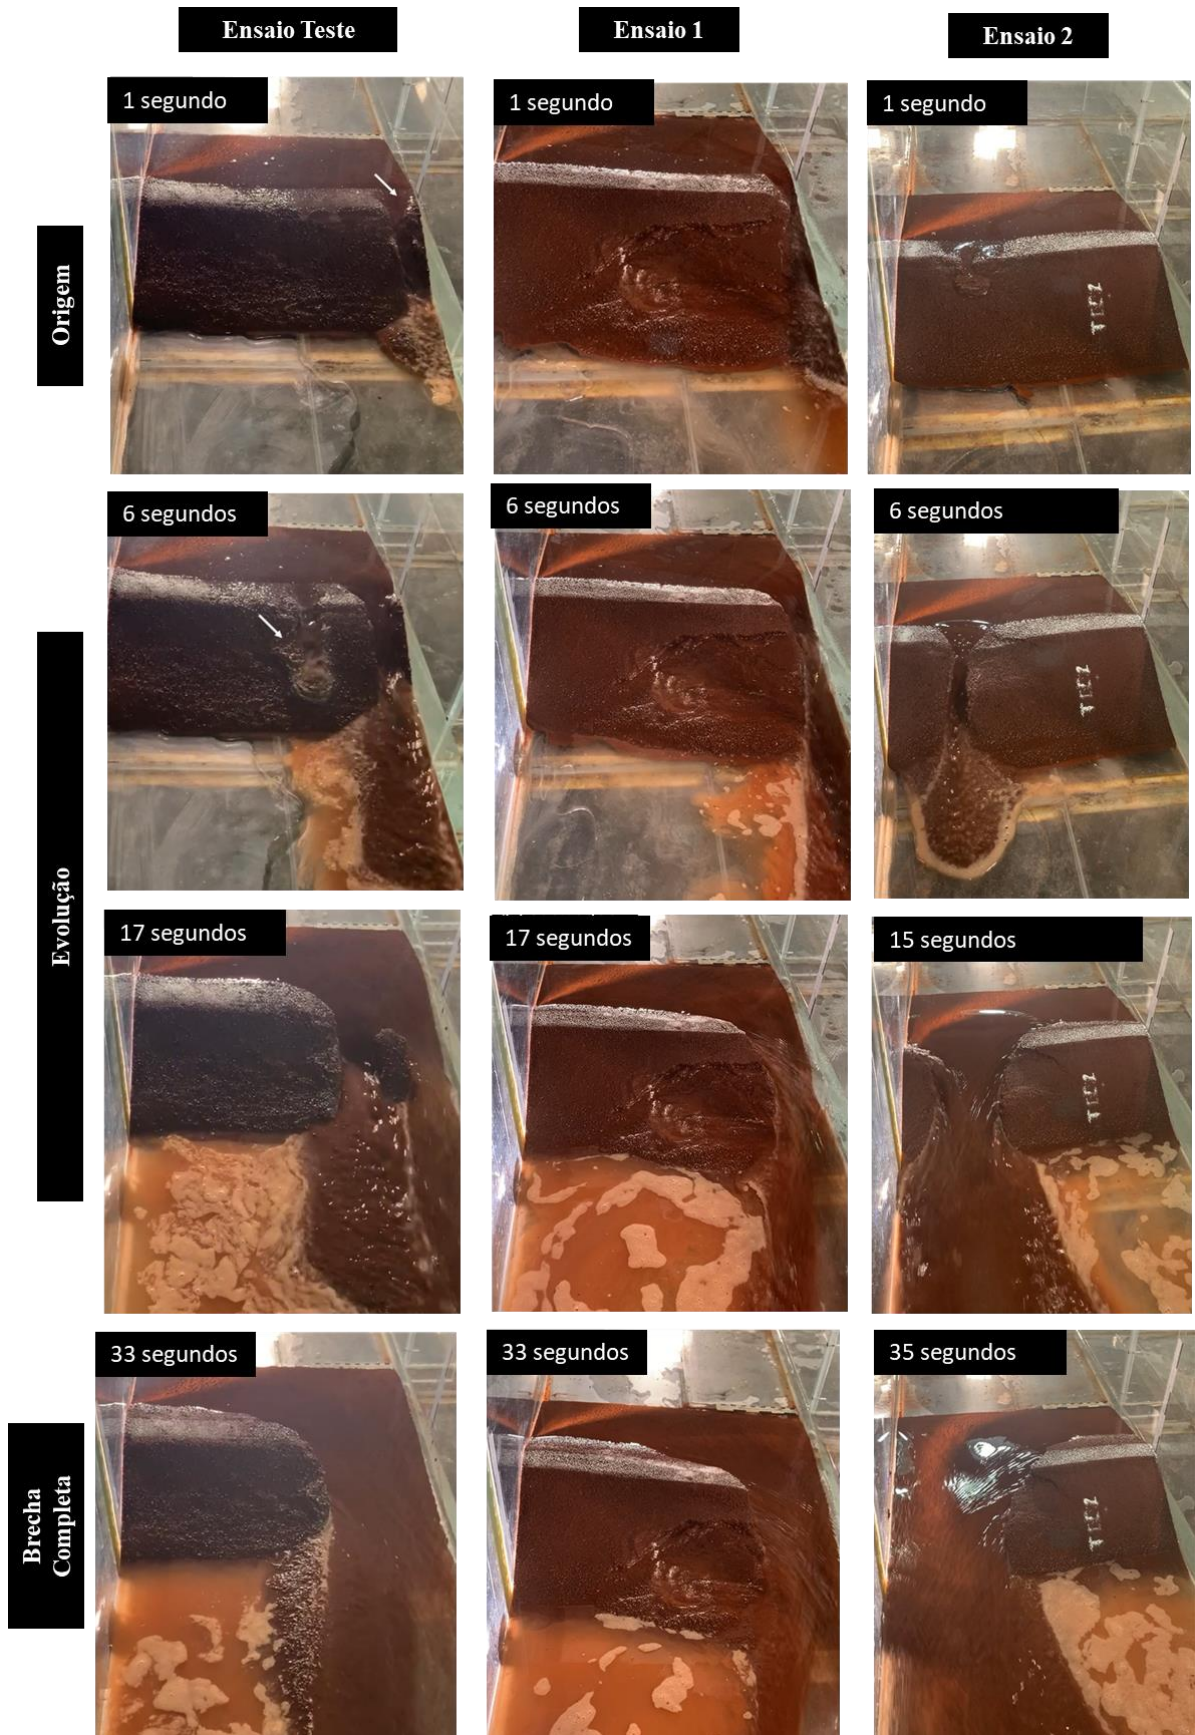 Ensaio Teste
Ensaio 1
Ensaio 2
Origem
1 segundo
1 segundo
1 segundo
Evolução
6 segundos
6 segundos
6 segundos
17 segundos
17 segundos
15 segundos
Brecha
Completa
33 segundos
33 segundos
35 segundos